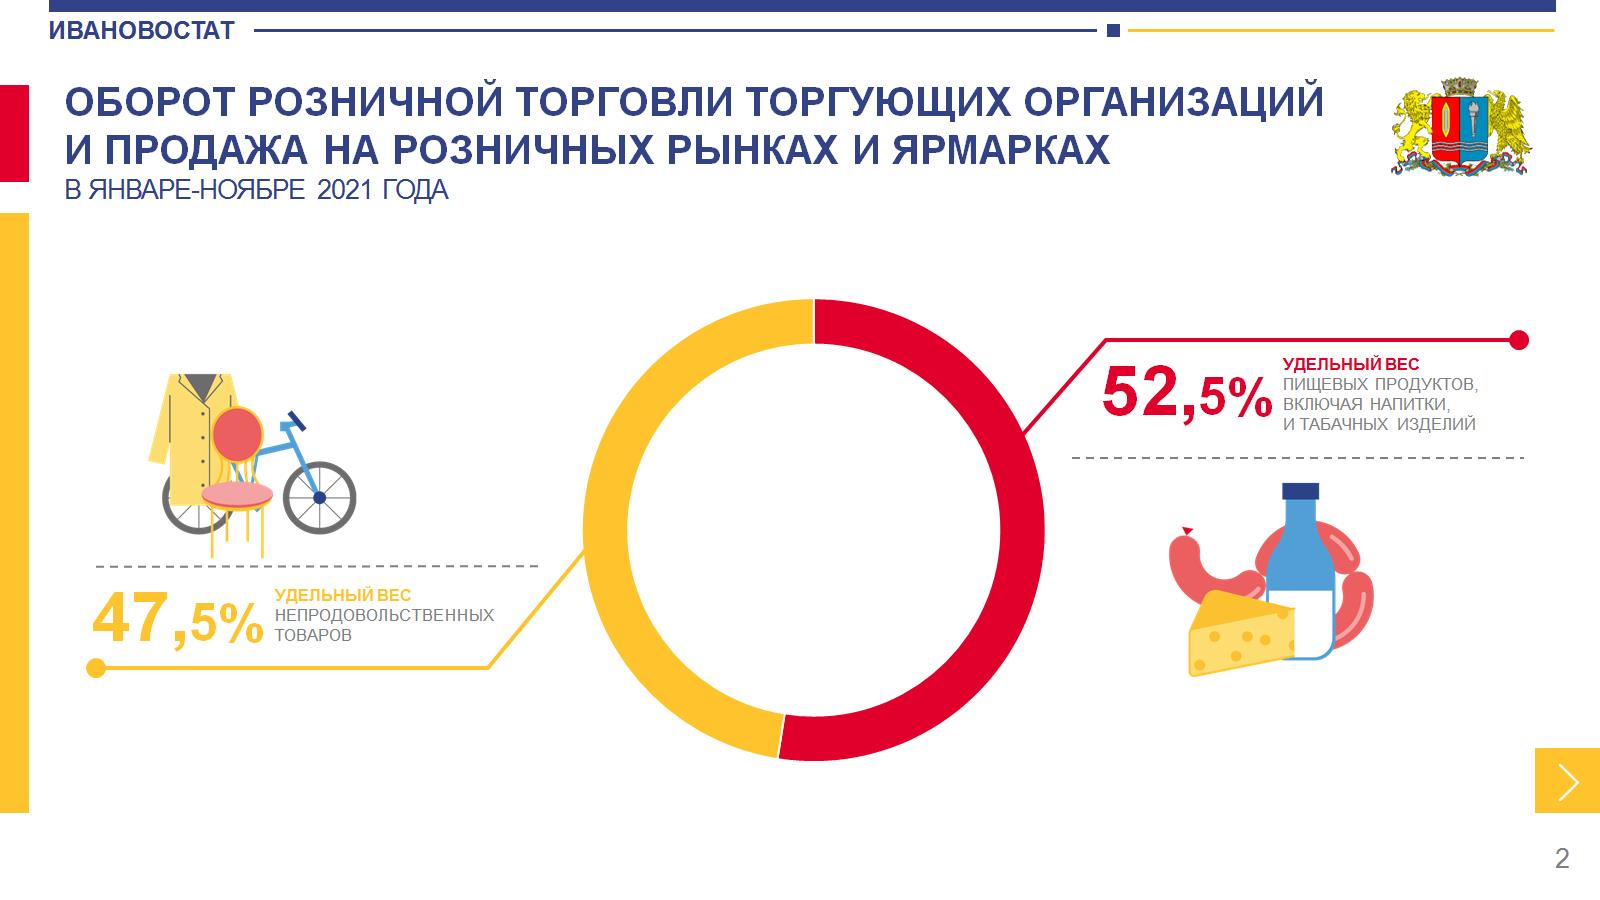 ИВАНОВОСТАТ
ОБОРОТ РОЗНИЧНОЙ ТОРГОВЛИ ТОРГУЮЩИХ ОРГАНИЗАЦИЙ
И ПРОДАЖА НА РОЗНИЧНЫХ РЫНКАХ И ЯРМАРКАХ
В ЯНВАРЕ-НОЯБРЕ 2021 ГОДА
52,5%
УДЕЛЬНЫЙ ВЕС
ПИЩЕВЫХ ПРОДУКТОВ,
ВКЛЮЧАЯ НАПИТКИ,
И ТАБАЧНЫХ ИЗДЕЛИЙ
47,5%
УДЕЛЬНЫЙ ВЕС
НЕПРОДОВОЛЬСТВЕННЫХ
ТОВАРОВ
2